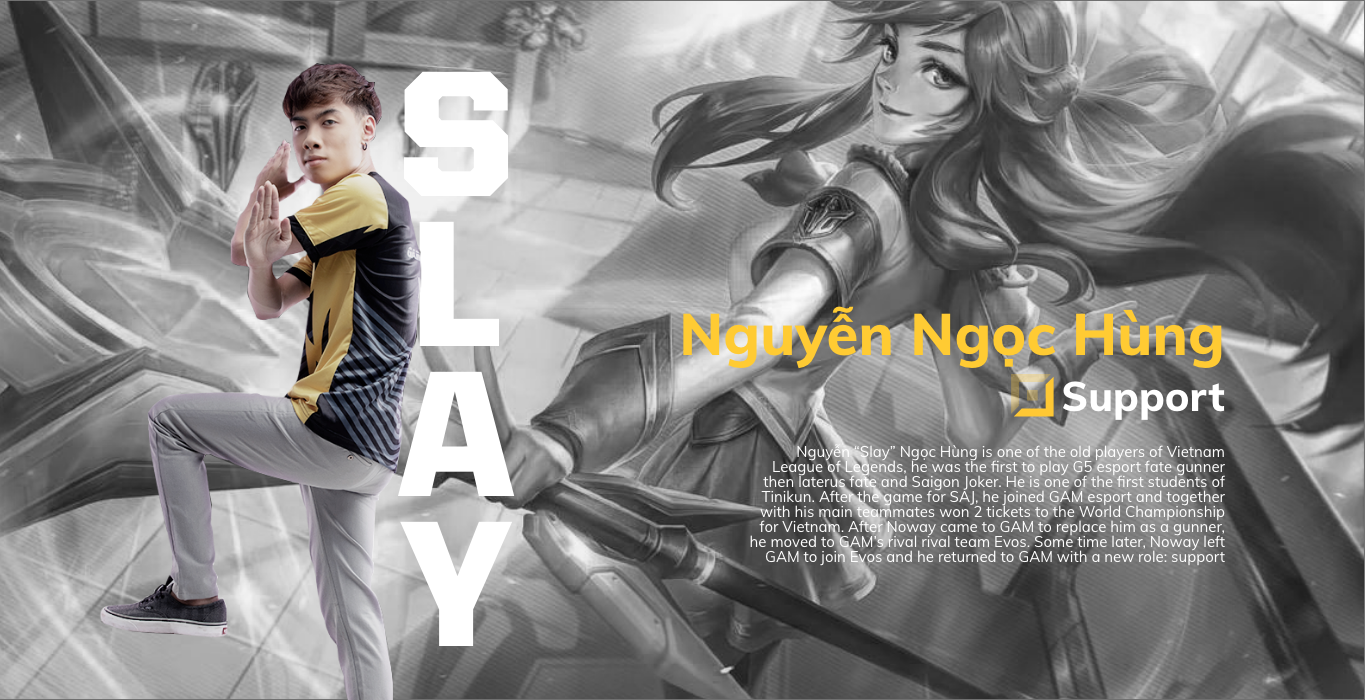 SLAY
Nguyễn Ngọc Hùng
Support
Nguyễn “Slay” Ngọc Hùng is one of the old players of Vietnam
League of Legends, he was the first to play G5 esport fate gunner
then laterus fate and Saigon Joker. He is one of the first students of
Tinikun. After the game for SAJ, he joined GAM esport and together
with his main teammates won 2 tickets to the World Championship
for Vietnam. After Noway came to GAM to replace him as a gunner,
he moved to GAM's rival rival team Evos. Some time later, Noway left
GAM to join Evos and he returned to GAM with a new role: support